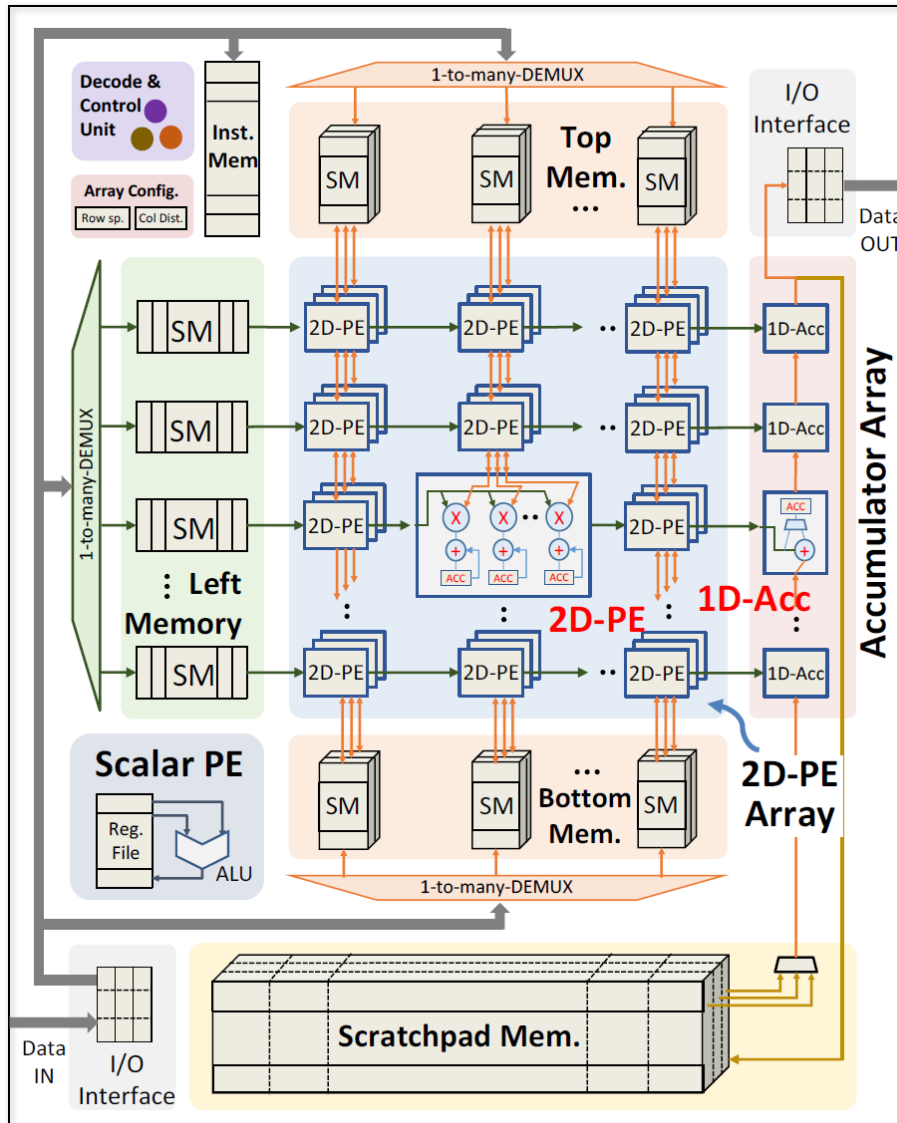 1-to-many-DEMUX
Decode &
Control
Unit
Inst.
Mem
Array Config.
Row sp.
Col Dist.
SM
SM
SM
Top
Mem.
...
I/O
Interface
Data
OUT
1-to-many-DEMUX
SM
2D-PE
2D-PE
..
2D-PE
1D-Acc
SM
2D-PE
2D-PE
..
2D-PE
1D-Acc
SM
2D-PE
X
X
..
X
+
+
+
ACC
ACC
ACC
2D-PE
ACC
+
Accumulator Array
⋮ Left
Memory
⋮
⋮
2D-PE
⋮
1D-Acc
⋮
SM
2D-PE
2D-PE
..
2D-PE
1D-Acc
2D-PE
Array
Scalar PE
Reg.
File
ALU
SM
SM
SM
...
Bottom
Mem.
1-to-many-DEMUX
Data
IN
I/O
Interface
Scratchpad Mem.